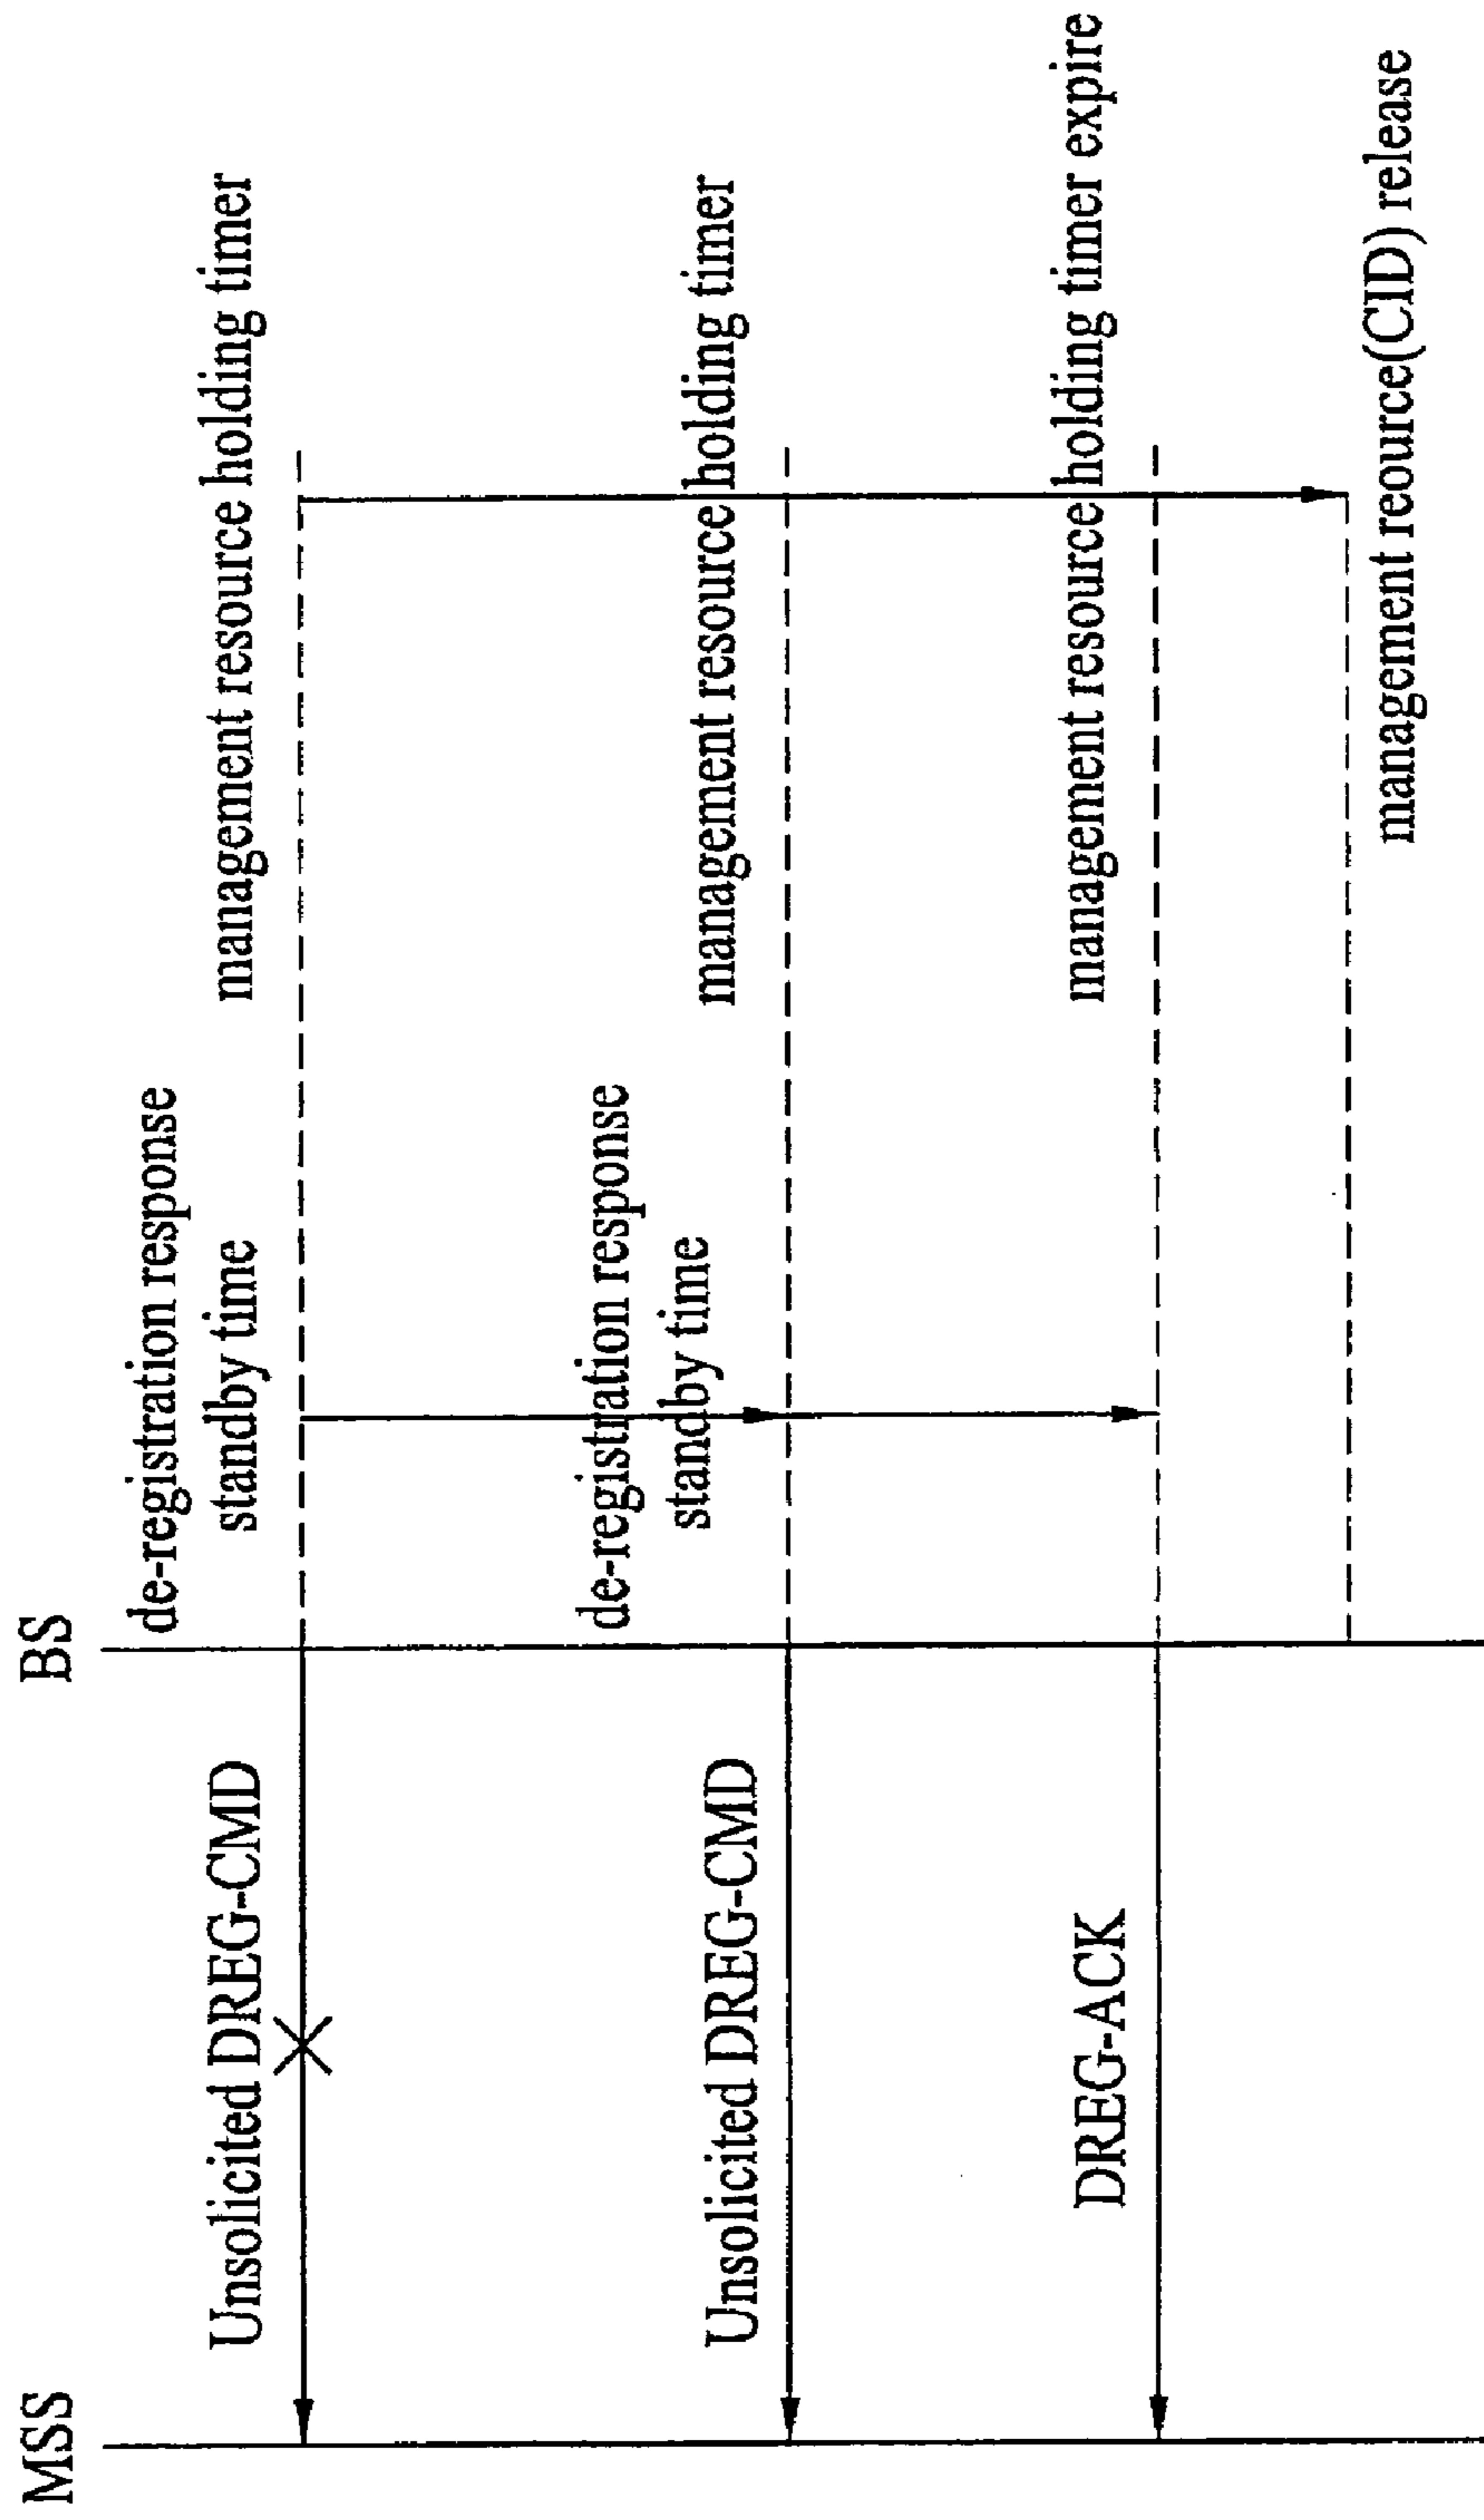 MSS
BS
de-registration response
standby time
Unsolicited DREG-CMD
management resource holding timer
de-registration response
standby time
Unsolicited DREG-CMD
management resource holding timer
DREG-ACK
management resource holding timer expire
management recource(CID) release